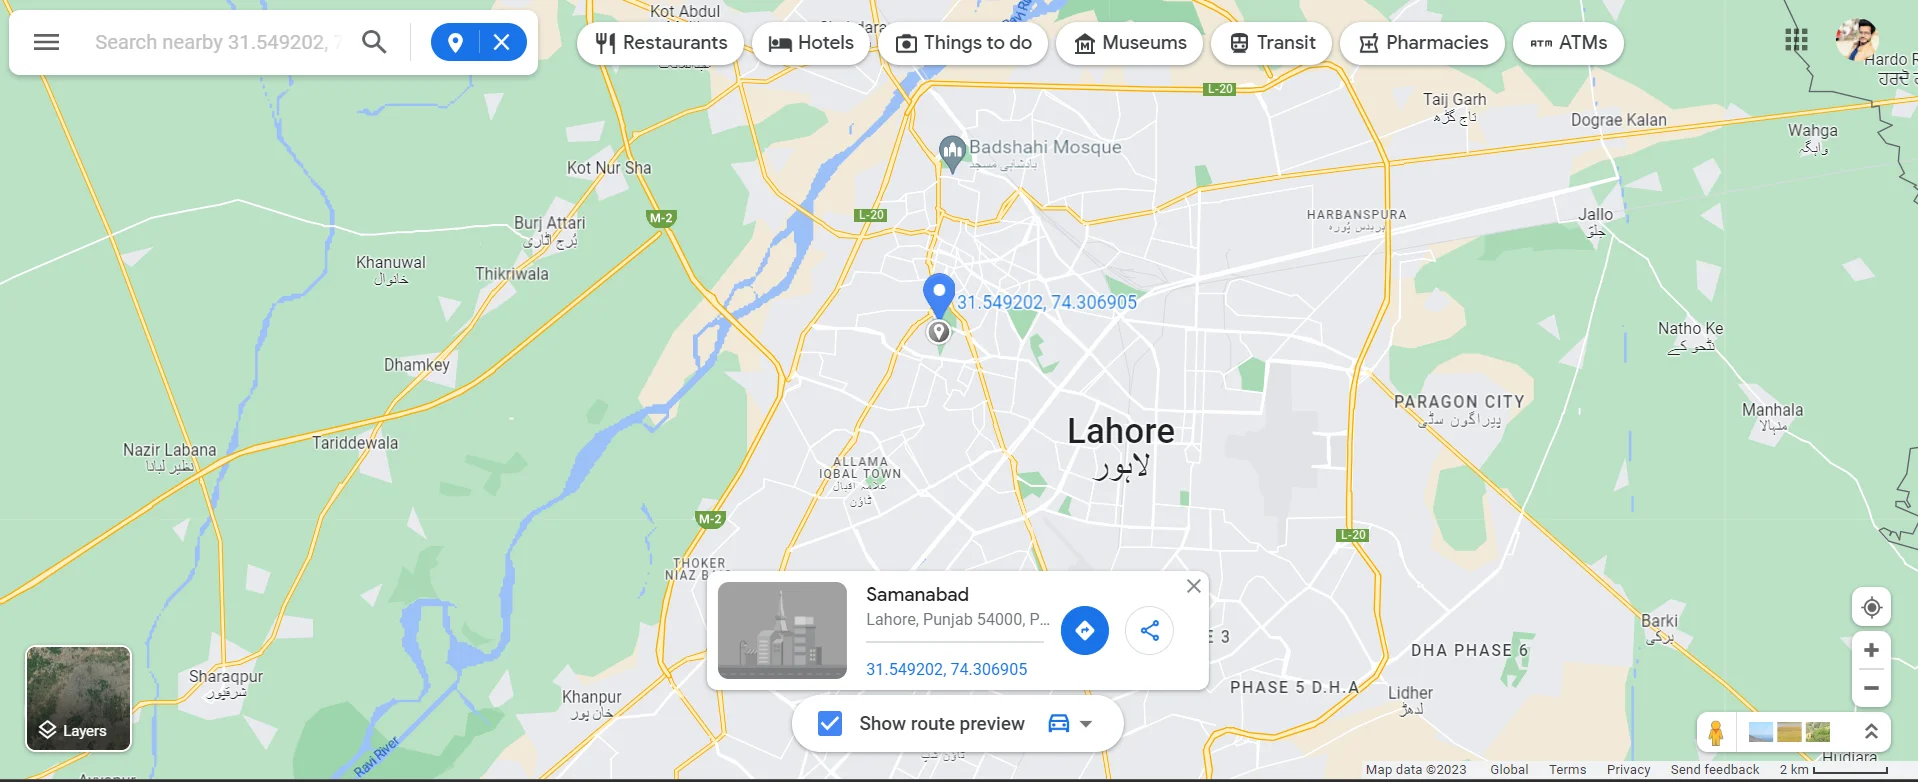 Search nearby 31.549202, 7
Restaurants
Hotels
Things to do
Museums
Transit
Pharmacies
ATM ATMs
Kot Abdul
Hardo R
L-20
Taij Garh
تاج گڑھ
Dograe Kalan
Wahga
واہگہ
Badshahi Mosque
بادشاہی مسجد
Kot Nur Sha
M-2
L-20
Burj Attari
بُرج اٹاری
HARBANSPURA
ہربنس پُورہ
Jallo
جلّو
Khanuwal
خانوال
Thikriwala
31.549202, 74.306905
Natho Ke
نتھو کے
Dhamkey
PARAGON CITY
پیراگون سٹی
Manhala
منہالا
Lahore
لاہور
Nazir Labana
نظیر لبانا
Tariddewala
ALLAMA
IQBAL TOWN
علامہ اقبال
ٹاؤن
M-2
L-20
THOKER
NIAZ B
Samanabad
Lahore, Punjab 54000, P...
31.549202, 74.306905
E 3
Barki
برکی
DHA PHASE 6
PHASE 5 D.H.A
Lidher
لدھڑ
Sharaqpur
شرقپور
Khanpur
خان پور
Layers
Ravi River
Show route preview
Hudiara
Map data ©2023
Global
Terms
Privacy
Send feedback
2 km